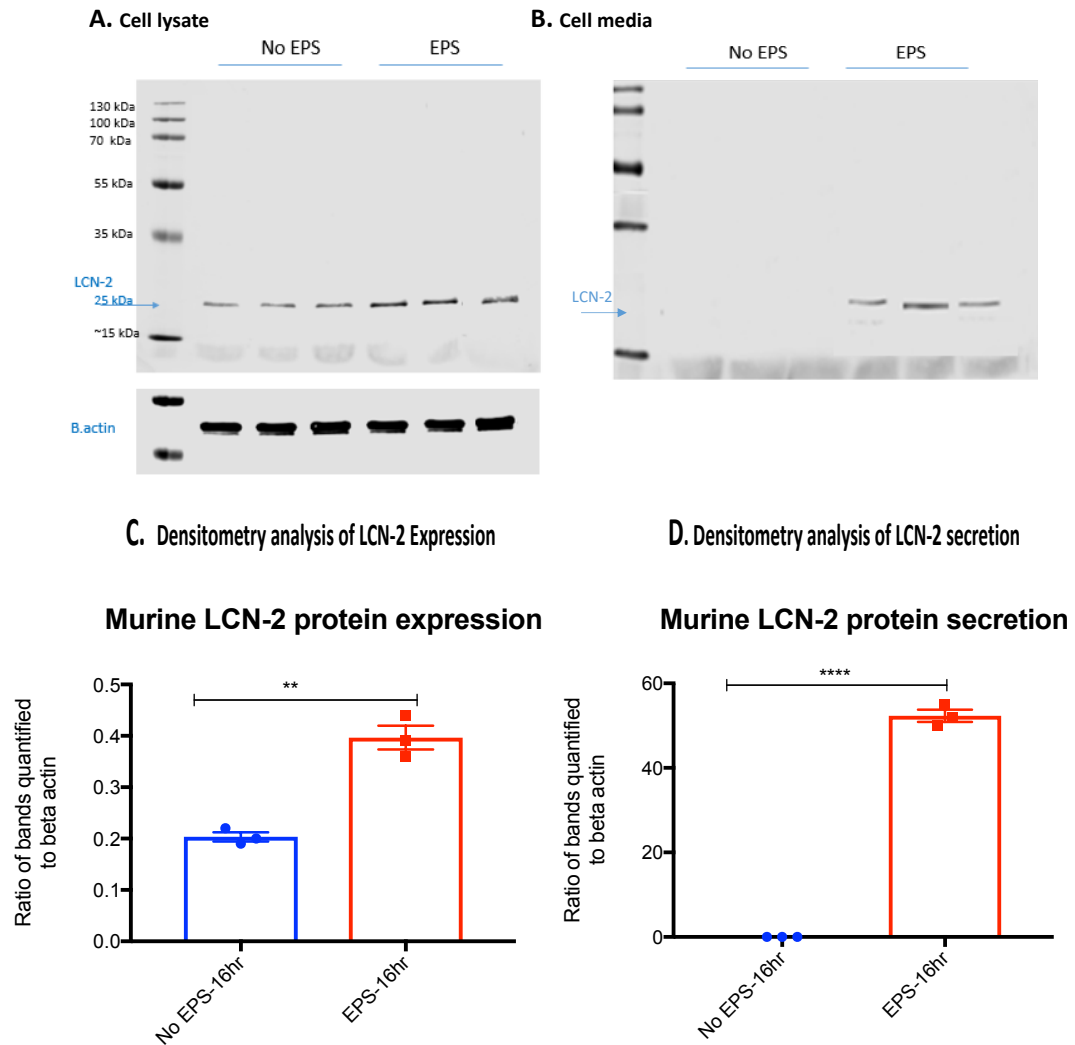 A. Cell lysate
No EPS
EPS
130 kDa
100 kDa
70 kDa
55 kDa
35 kDa
LCN-2
25 kDa
~15 kDa
B.actin
B. Cell media
No EPS
EPS
LCN-2
C. Densitometry analysis of LCN-2 Expression
Murine LCN-2 protein expression
Ratio of bands quantified
to beta actin
0.5
0.4
0.3
0.2
0.1
0.0
**
No EPS-16hr
EPS-16hr
D. Densitometry analysis of LCN-2 secretion
Murine LCN-2 protein secretion
Ratio of bands quantified
to beta actin
60
40
20
0
****
No EPS-16hr
EPS-16hr